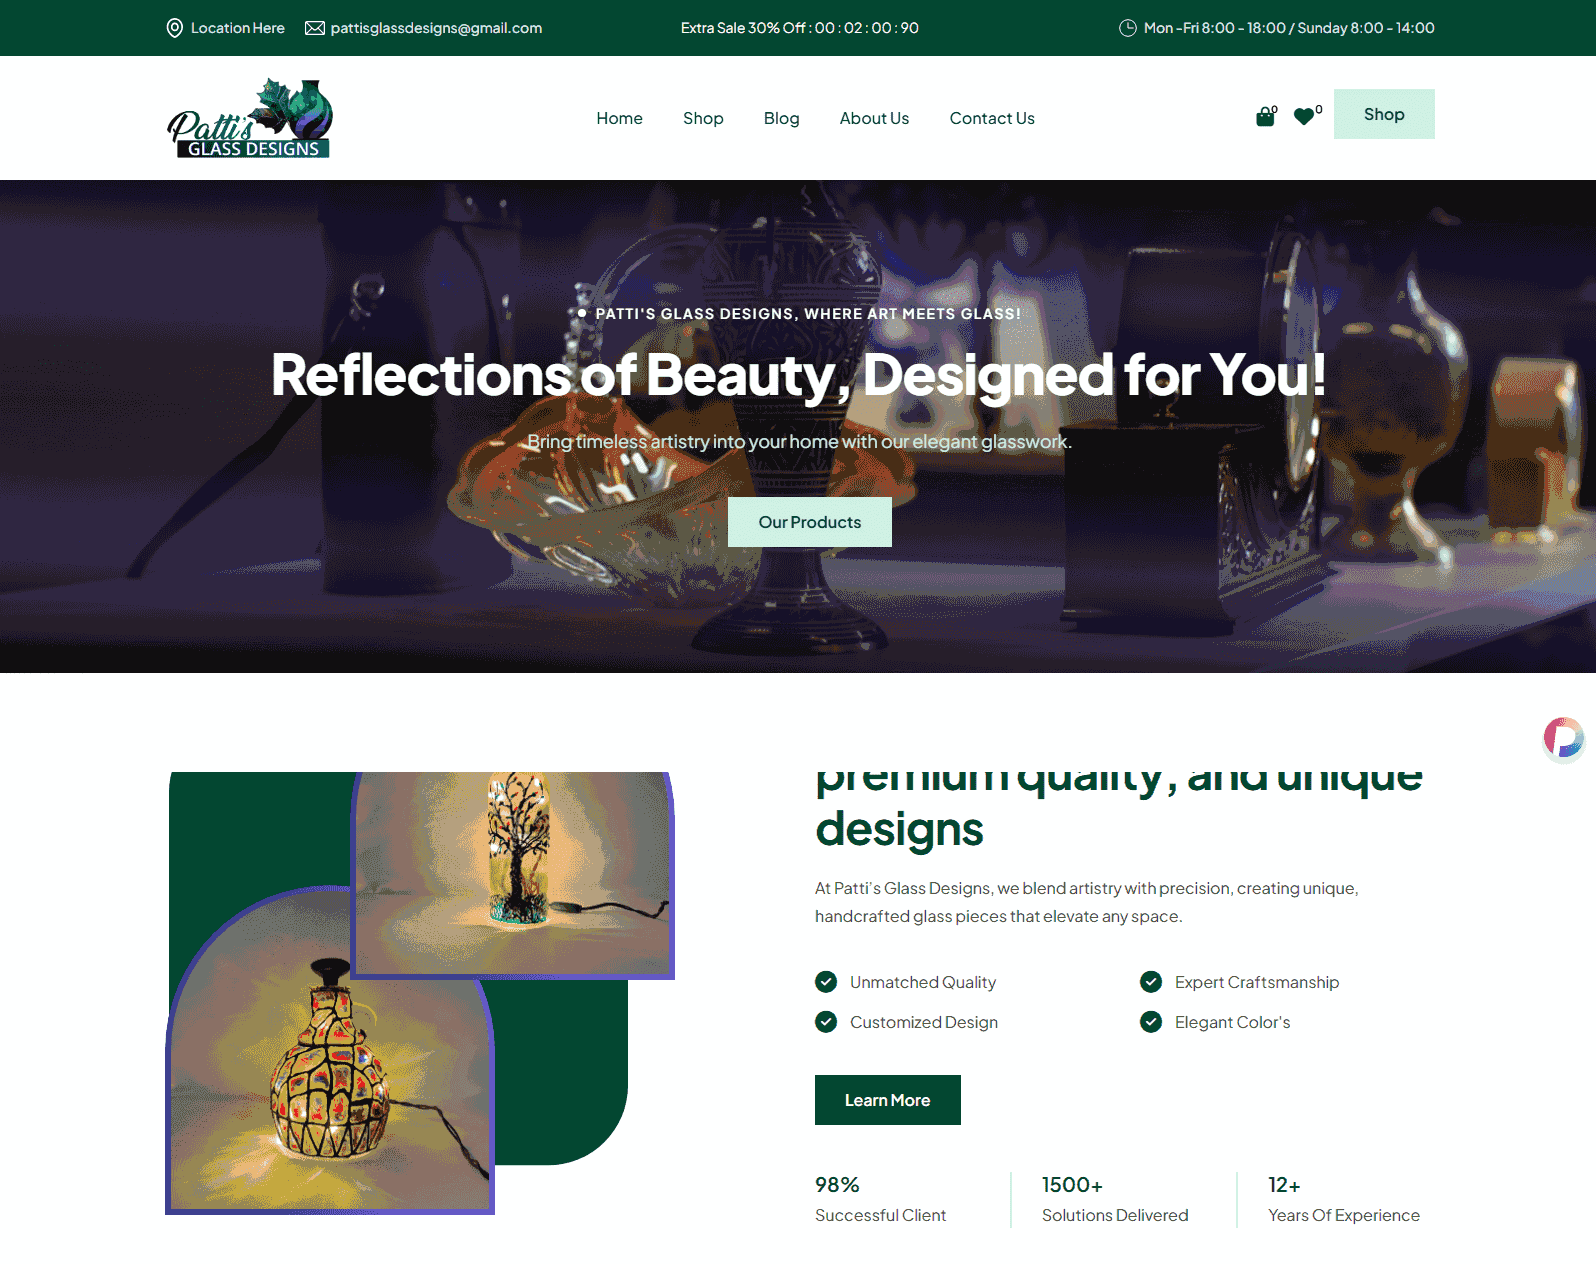 Location Here
pattisglassdesigns@gmail.com
Extra Sale 30% Off : 00 : 02 : 00 : 90
Mon -Fri 8:00 - 18:00 / Sunday 8:00 - 14:00
Patti's
GLASS DESIGNS
Home
Shop
Blog
About Us
Contact Us
0
0
Shop
PATTI'S GLASS DESIGNS, WHERE ART MEETS GLASS!
Reflections of Beauty, Designed for You!
Bring timeless artistry into your home with our elegant glasswork.
Our Products
premium quality, and unique
designs
At Patti's Glass Designs, we blend artistry with precision, creating unique,
handcrafted glass pieces that elevate any space.
Unmatched Quality
Expert Craftsmanship
Customized Design
Elegant Color's
Learn More
98%
Successful Client
1500+
Solutions Delivered
12+
Years Of Experience